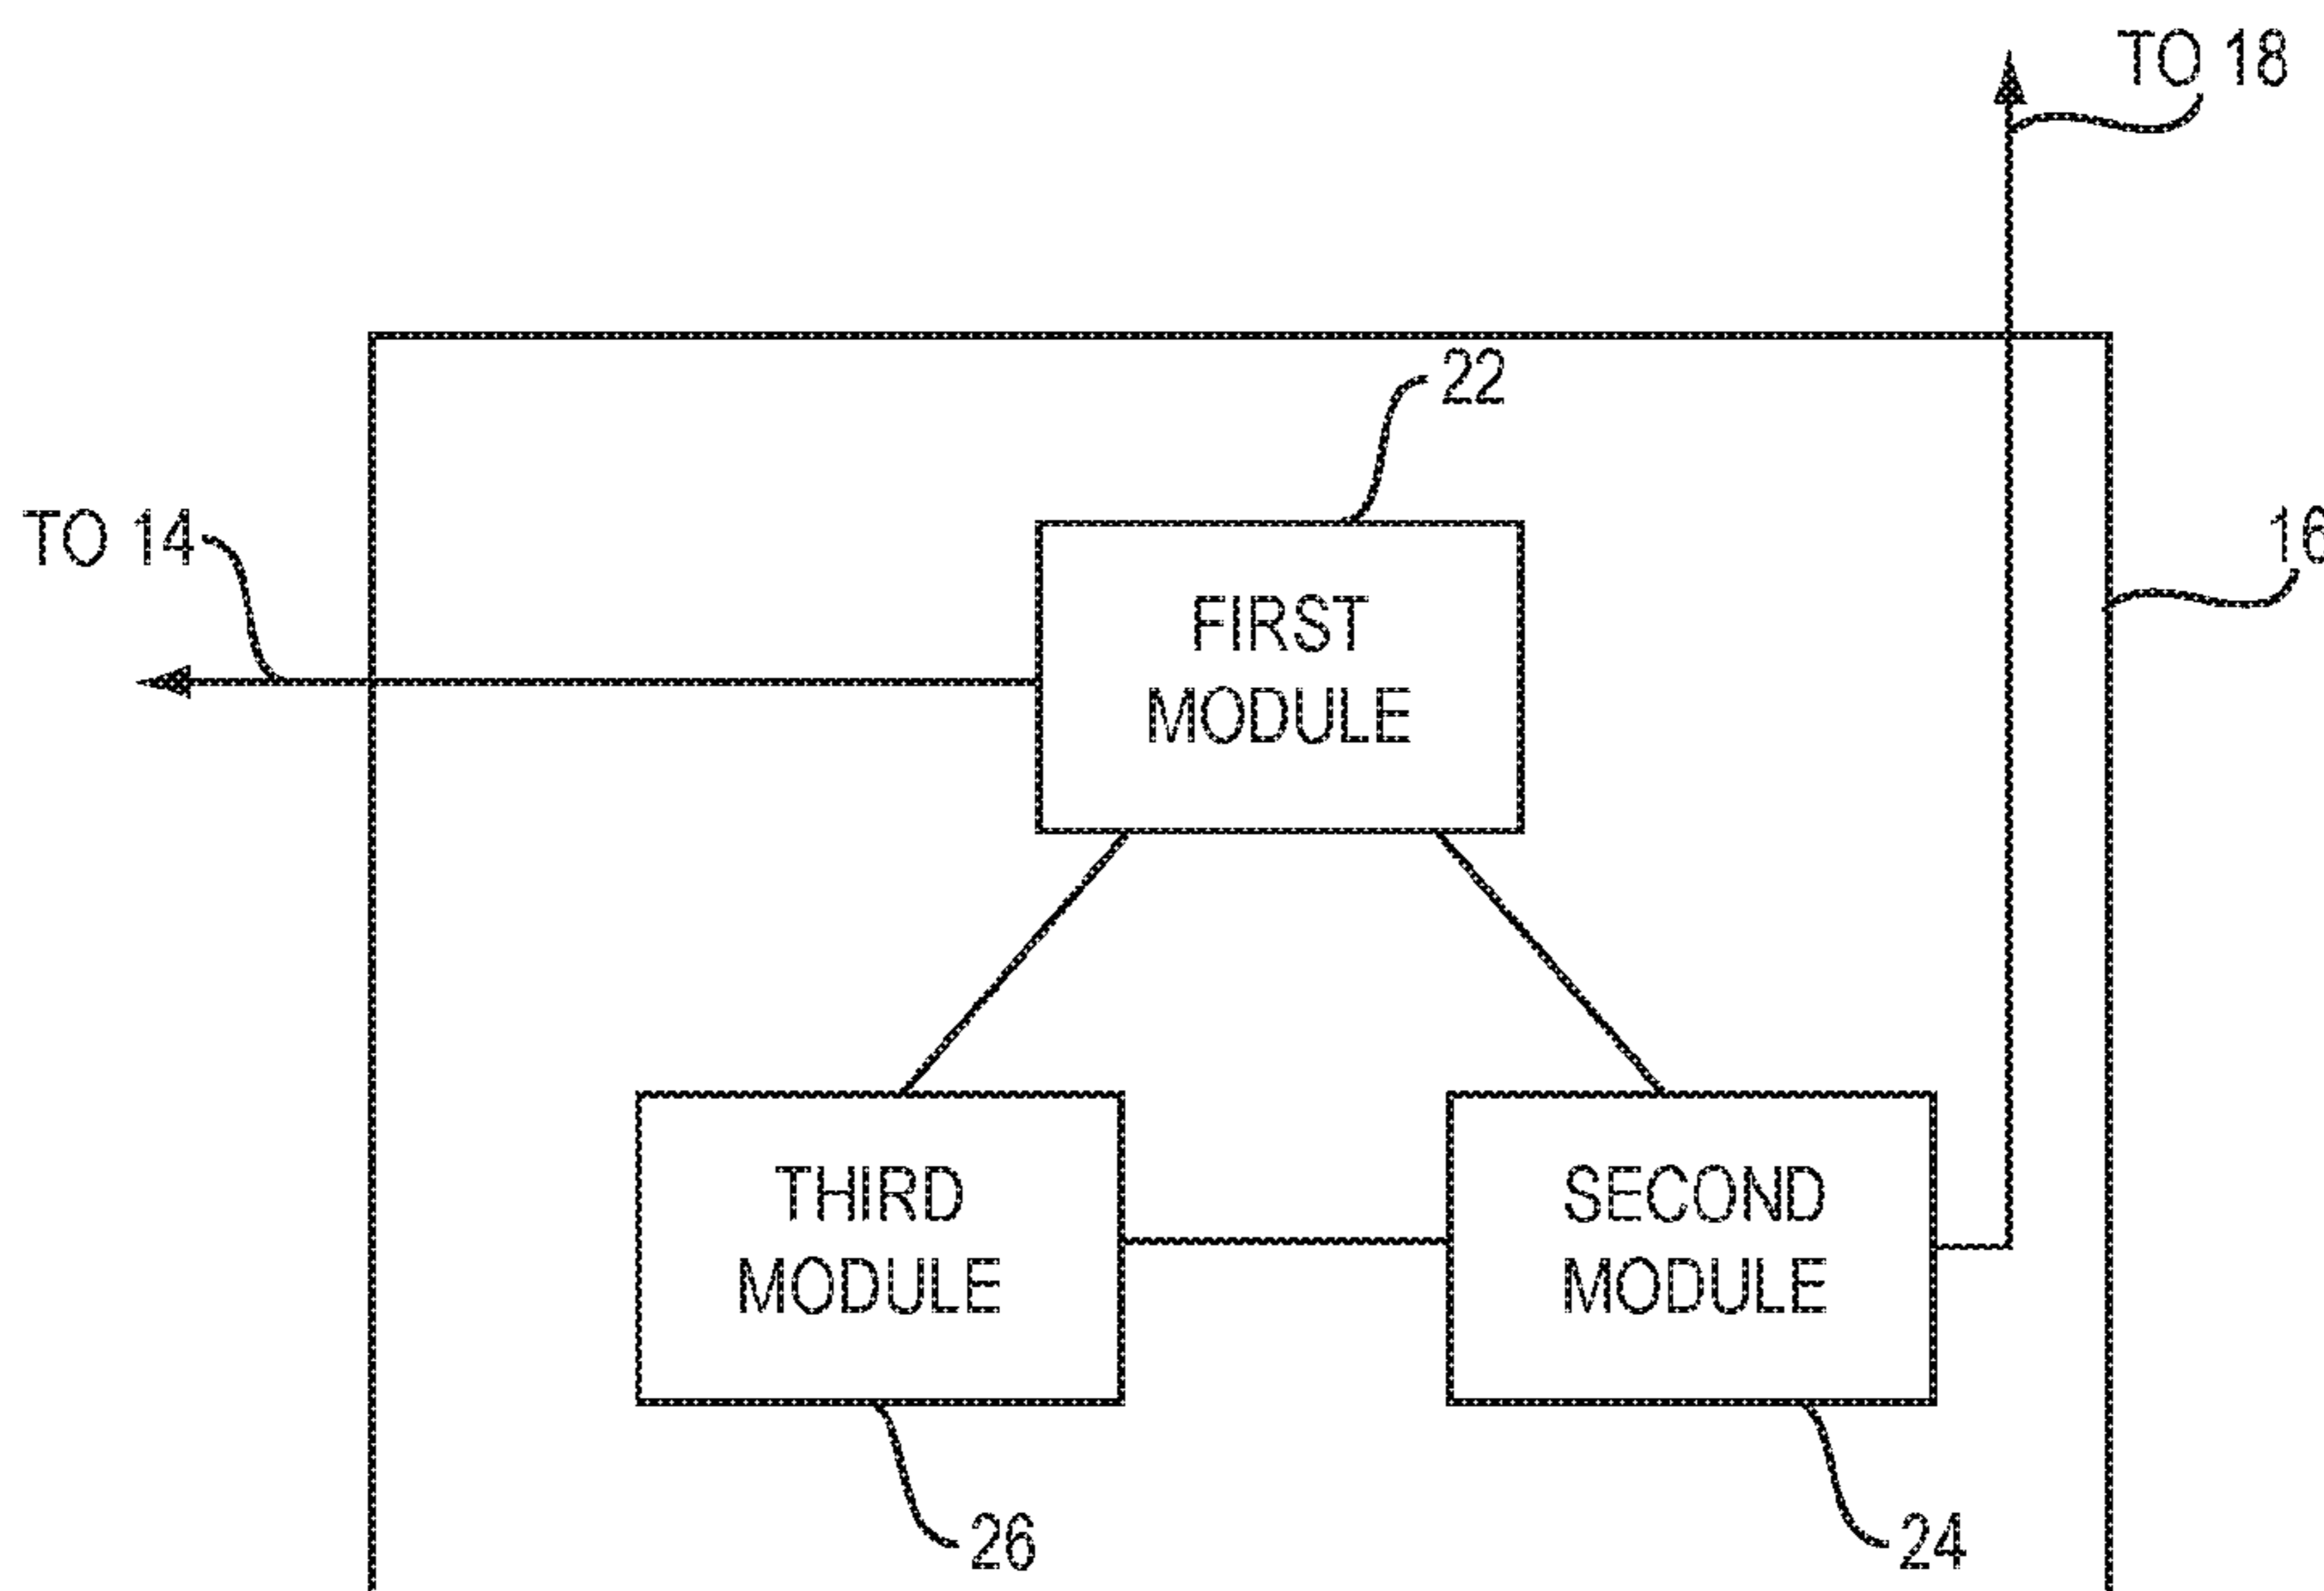 TO 18
22
TO 14
16
FIRST
MODULE
THIRD
MODULE
SECOND
MODULE
26
24